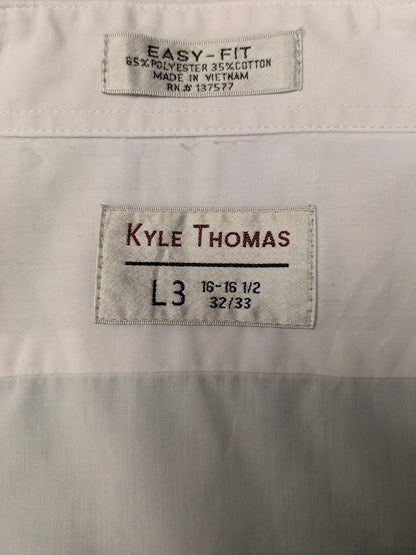 EASY-FIT
65% POLYESTER 35% COTTON
MADE IN VIETNAM
RN.# 137577
KYLE THOMAS
L3 16-16 1/2
32/33